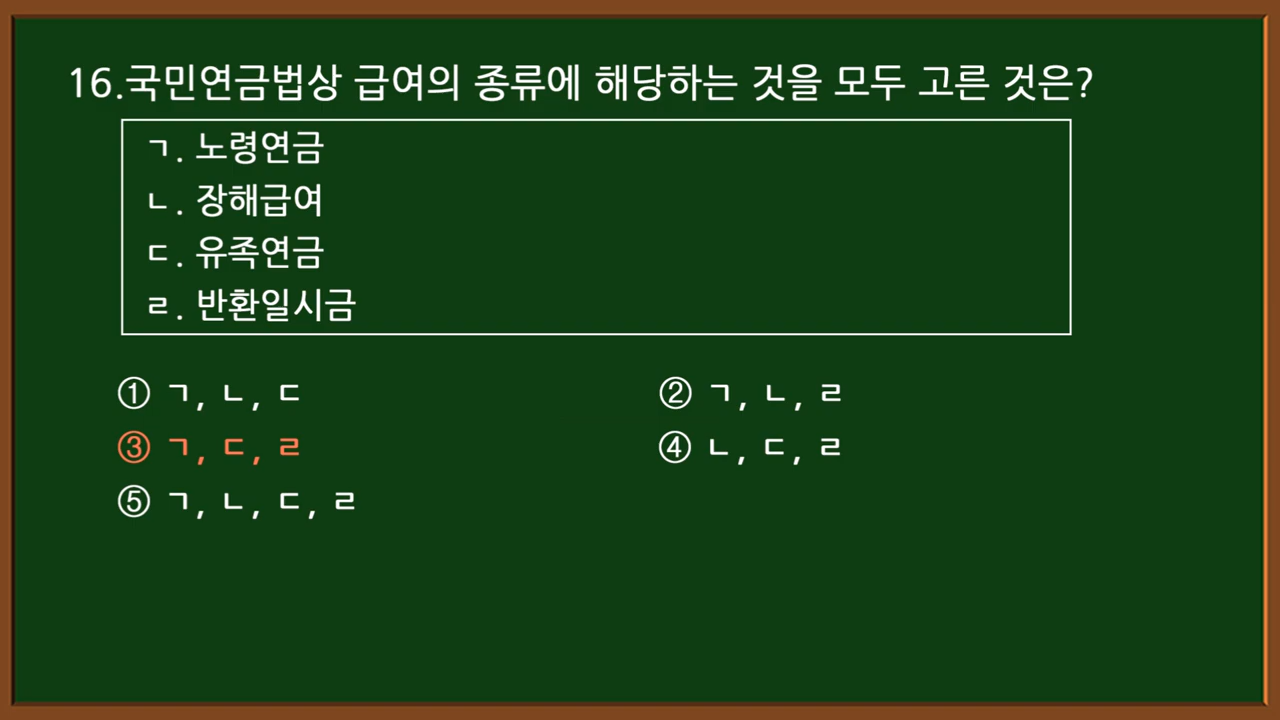 16.국민연금법상 급여의 종류에 해당하는 것을 모두 고른 것은?
ㄱ. 노령연금
ㄴ. 장해급여
ㄷ. 유족연금
ㄹ. 반환일시금
① ㄱ, ㄴ, ㄷ
② ㄱ, ㄴ, ㄹ
③ ㄱ, ㄷ, ㄹ
④ ㄴ, ㄷ, ㄹ
⑤ ㄱ, ㄴ, ㄷ, ㄹ